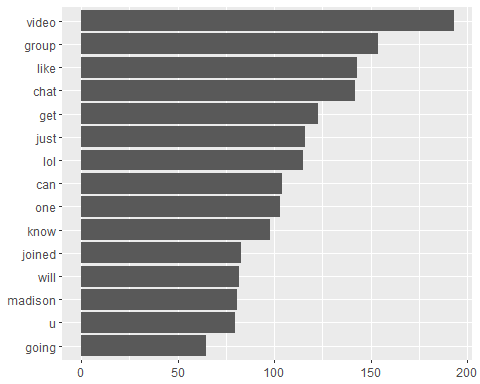 video
group
like
chat
get
just
lol
can
one
know
joined
will
madison
u
going
0 50 100 150 200